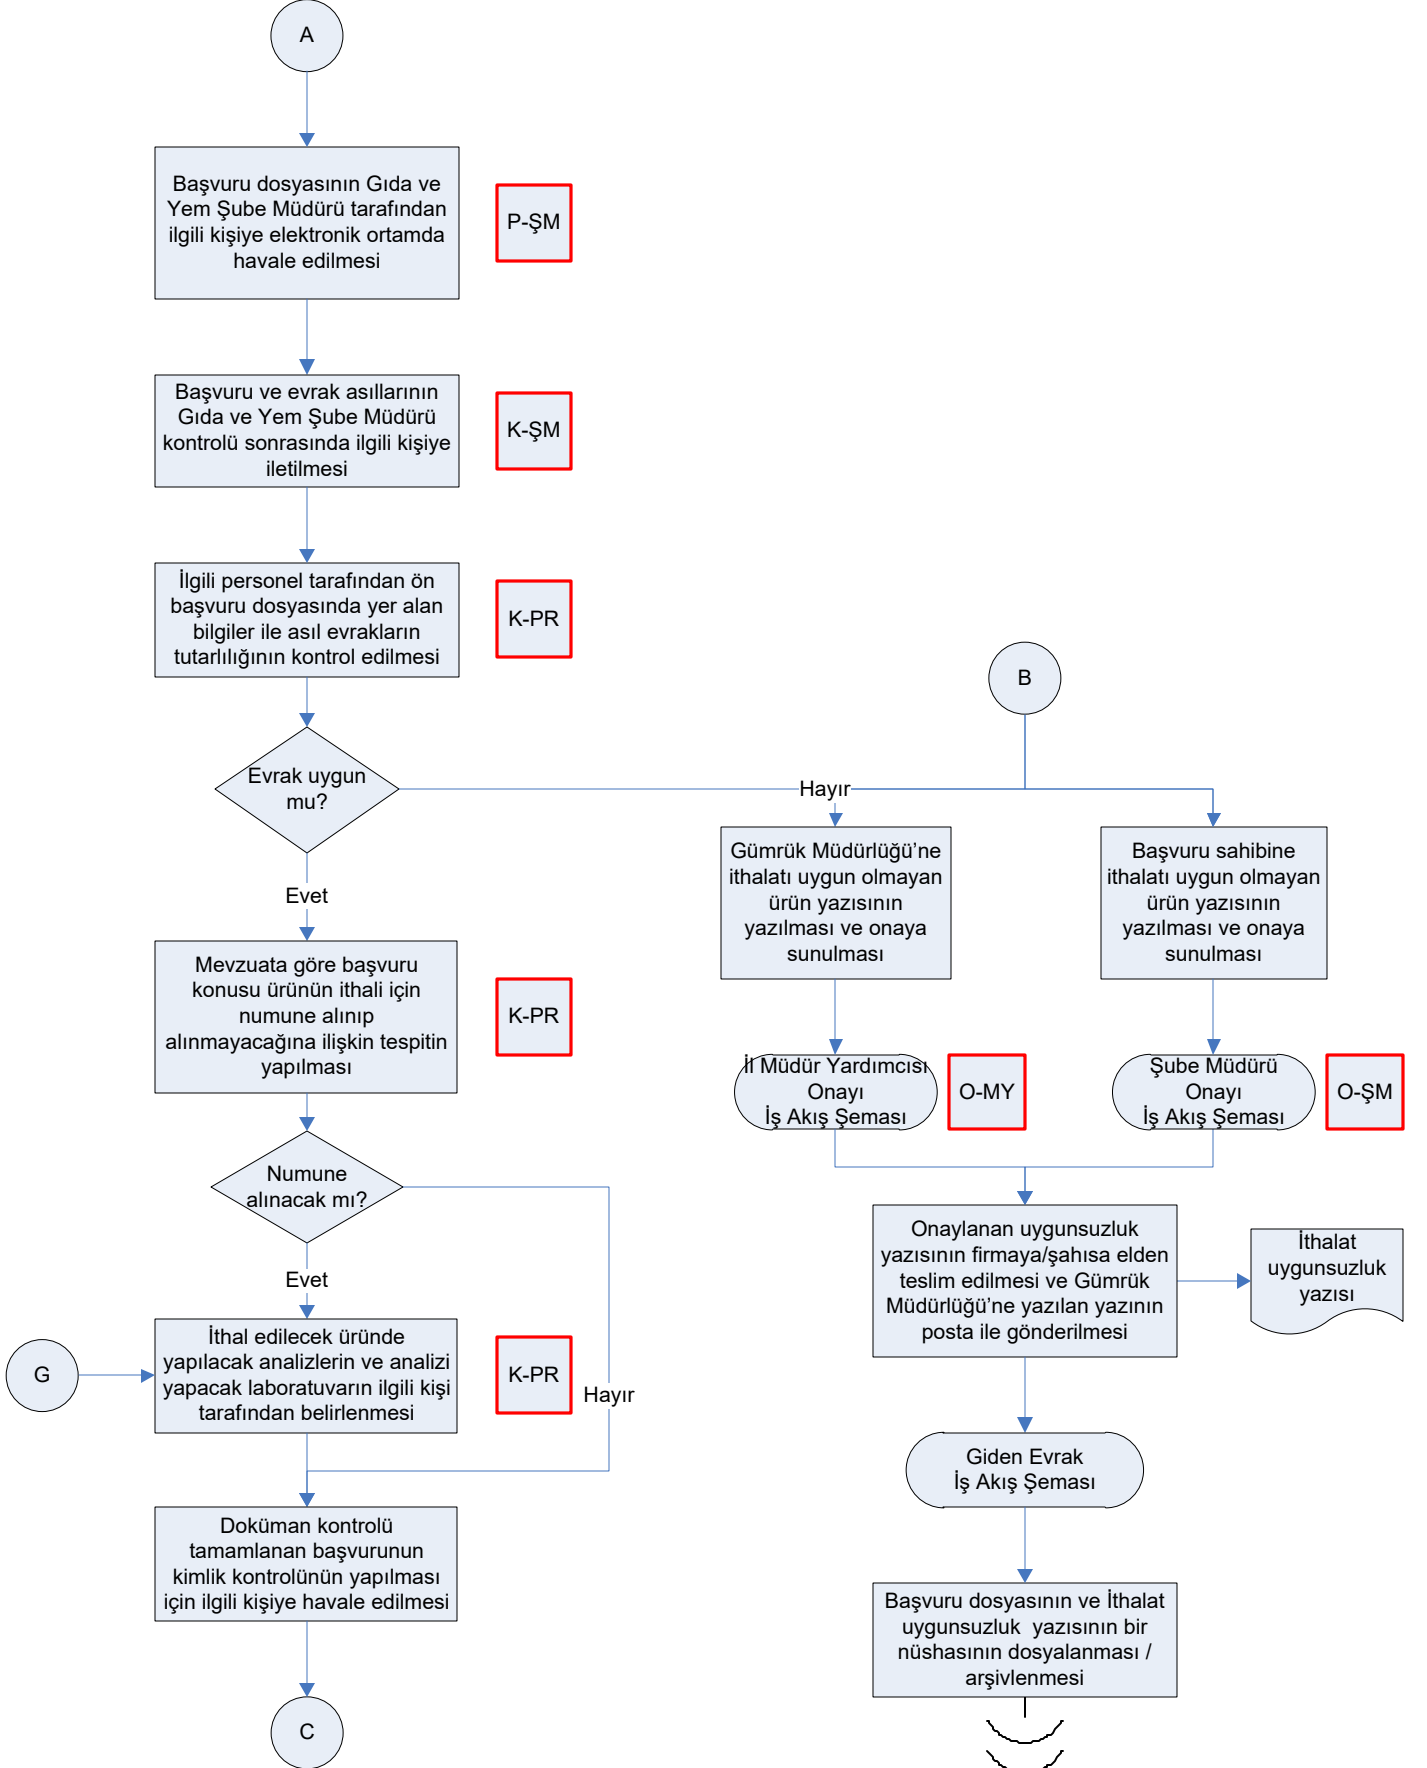 A
Başvuru dosyasının Gıda ve
Yem Şube Müdürü tarafından
ilgili kişiye elektronik ortamda
havale edilmesi
P-ŞM
Başvuru ve evrak asıllarının
Gıda ve Yem Şube Müdürü
kontrolü sonrasında ilgili kişiye
iletilmesi
K-ŞM
İlgili personel tarafından ön
başvuru dosyasında yer alan
bilgiler ile asıl evrakların
tutarlılığının kontrol edilmesi
K-PR
B
Evrak uygun
mu?
Hayır
Evet
Gümrük Müdürlüğü’ne
ithalatı uygun olmayan
ürün yazısının
yazılması ve onaya
sunulması
Başvuru sahibine
ithalatı uygun olmayan
ürün yazısının
yazılması ve onaya
sunulması
Mevzuata göre başvuru
konusu ürünün ithali için
numune alınıp
alınmayacağına ilişkin tespitin
yapılması
K-PR
İl Müdür Yardımcısı
Onayı
İş Akış Şeması
O-MY
Şube Müdürü
Onayı
İş Akış Şeması
O-ŞM
Numune
alınacak mı?
Evet
Onaylanan uygunsuzluk
yazısının firmaya/şahısa elden
teslim edilmesi ve Gümrük
Müdürlüğü’ne yazılan yazının
posta ile gönderilmesi
İthalat
uygunsuzluk
yazısı
G
İthal edilecek üründe
yapılacak analizlerin ve analizi
yapacak laboratuvarın ilgili kişi
tarafından belirlenmesi
K-PR
Hayır
Giden Evrak
İş Akış Şeması
Doküman kontrolü
tamamlanan başvurunun
kimlik kontrolünün yapılması
için ilgili kişiye havale edilmesi
Başvuru dosyasının ve İthalat
uygunsuzluk  yazısının bir
nüshasının dosyalanması /
arşivlenmesi
C